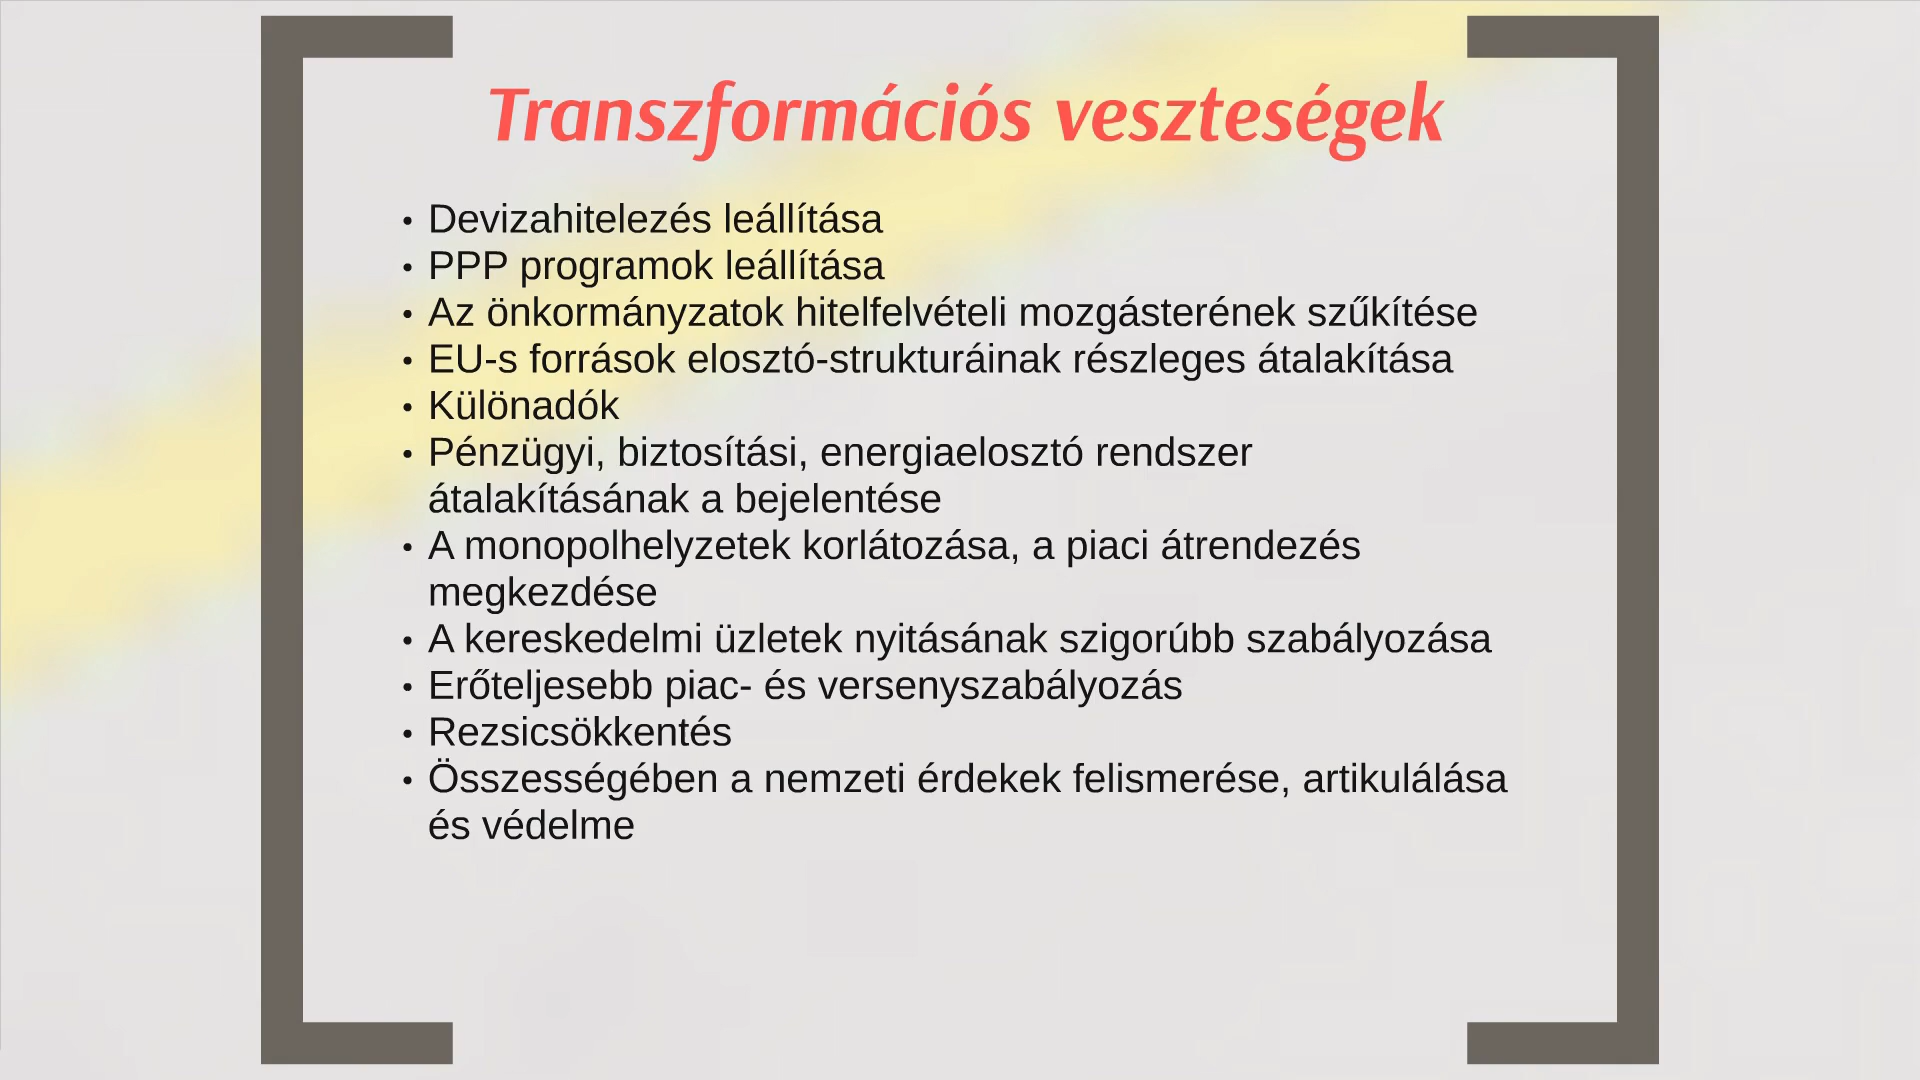 Transzformációs veszteségek
• Devizahitelezés leállítása
• PPP programok leállítása
• Az önkormányzatok hitelfelvételi mozgásterének szűkítése
• EU-s források elosztó-strukturáinak részleges átalakítása
• Különadók
• Pénzügyi, biztosítási, energiaelosztó rendszer
átalakításának a bejelentése
• A monopolhelyzetek korlátozása, a piaci átrendezés
megkezdése
• A kereskedelmi üzletek nyitásának szigorúbb szabályozása
• Erőteljesebb piac- és versenyszabályozás
• Rezsicsökkentés
• Összességében a nemzeti érdekek felismerése, artikulálása
és védelme